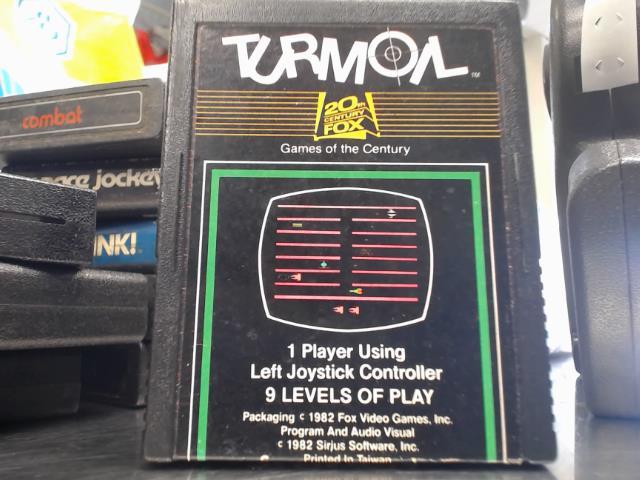 TURMOIL
TM
20th
CENTURY
FOX
Games of the Century
1 Player Using
Left Joystick Controller
9 LEVELS OF PLAY
Packaging © 1982 Fox Video Games, Inc.
Program And Audio Visual
© 1982 Sirius Software, Inc.
Printed In Taiwan
combat
space jockey
INK!